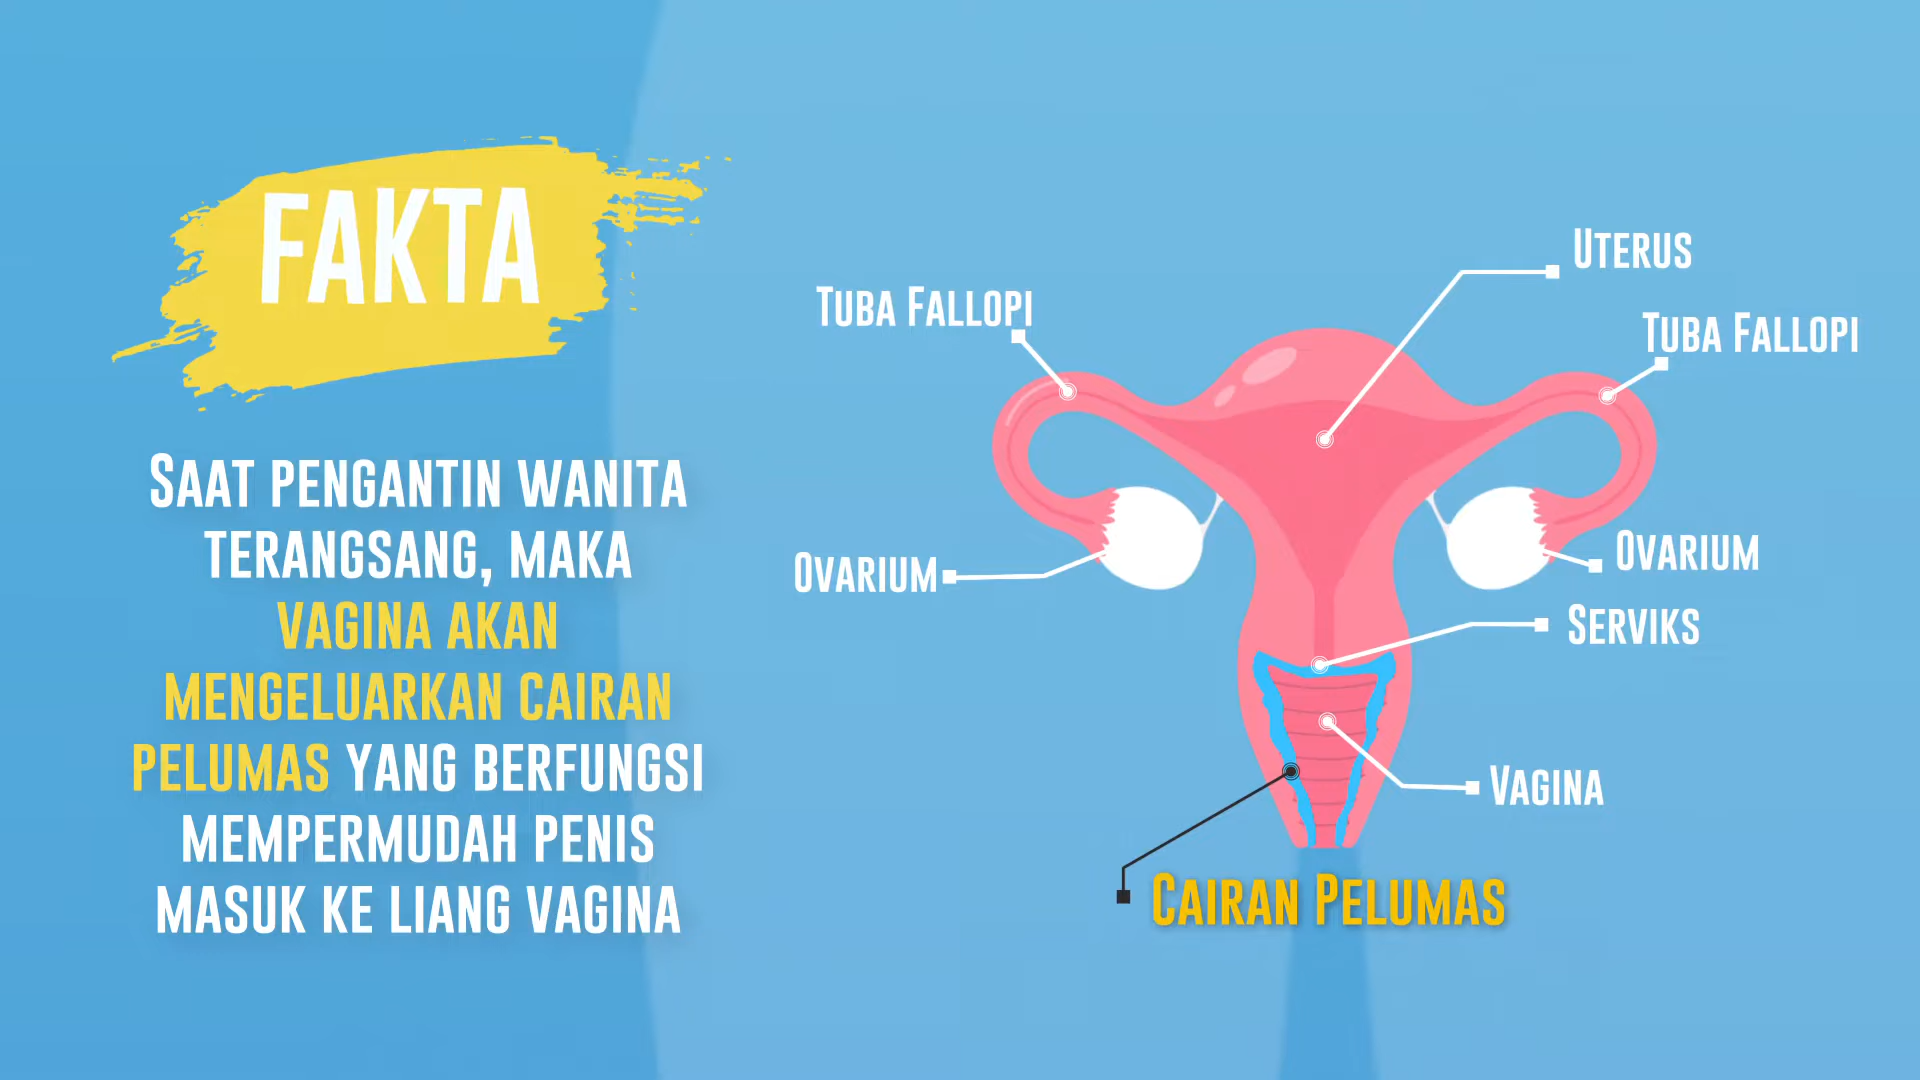 FAKTA
SAAT PENGANTIN WANITA
TERANGSANG, MAKA
VAGINA AKAN
MENGELUARKAN CAIRAN
PELUMAS YANG BERFUNGSI
MEMPERMUDAH PENIS
MASUK KE LIANG VAGINA
UTERUS
TUBA FALLOPI
TUBA FALLOPI
OVARIUM
OVARIUM
SERVIKS
VAGINA
CAIRAN PELUMAS